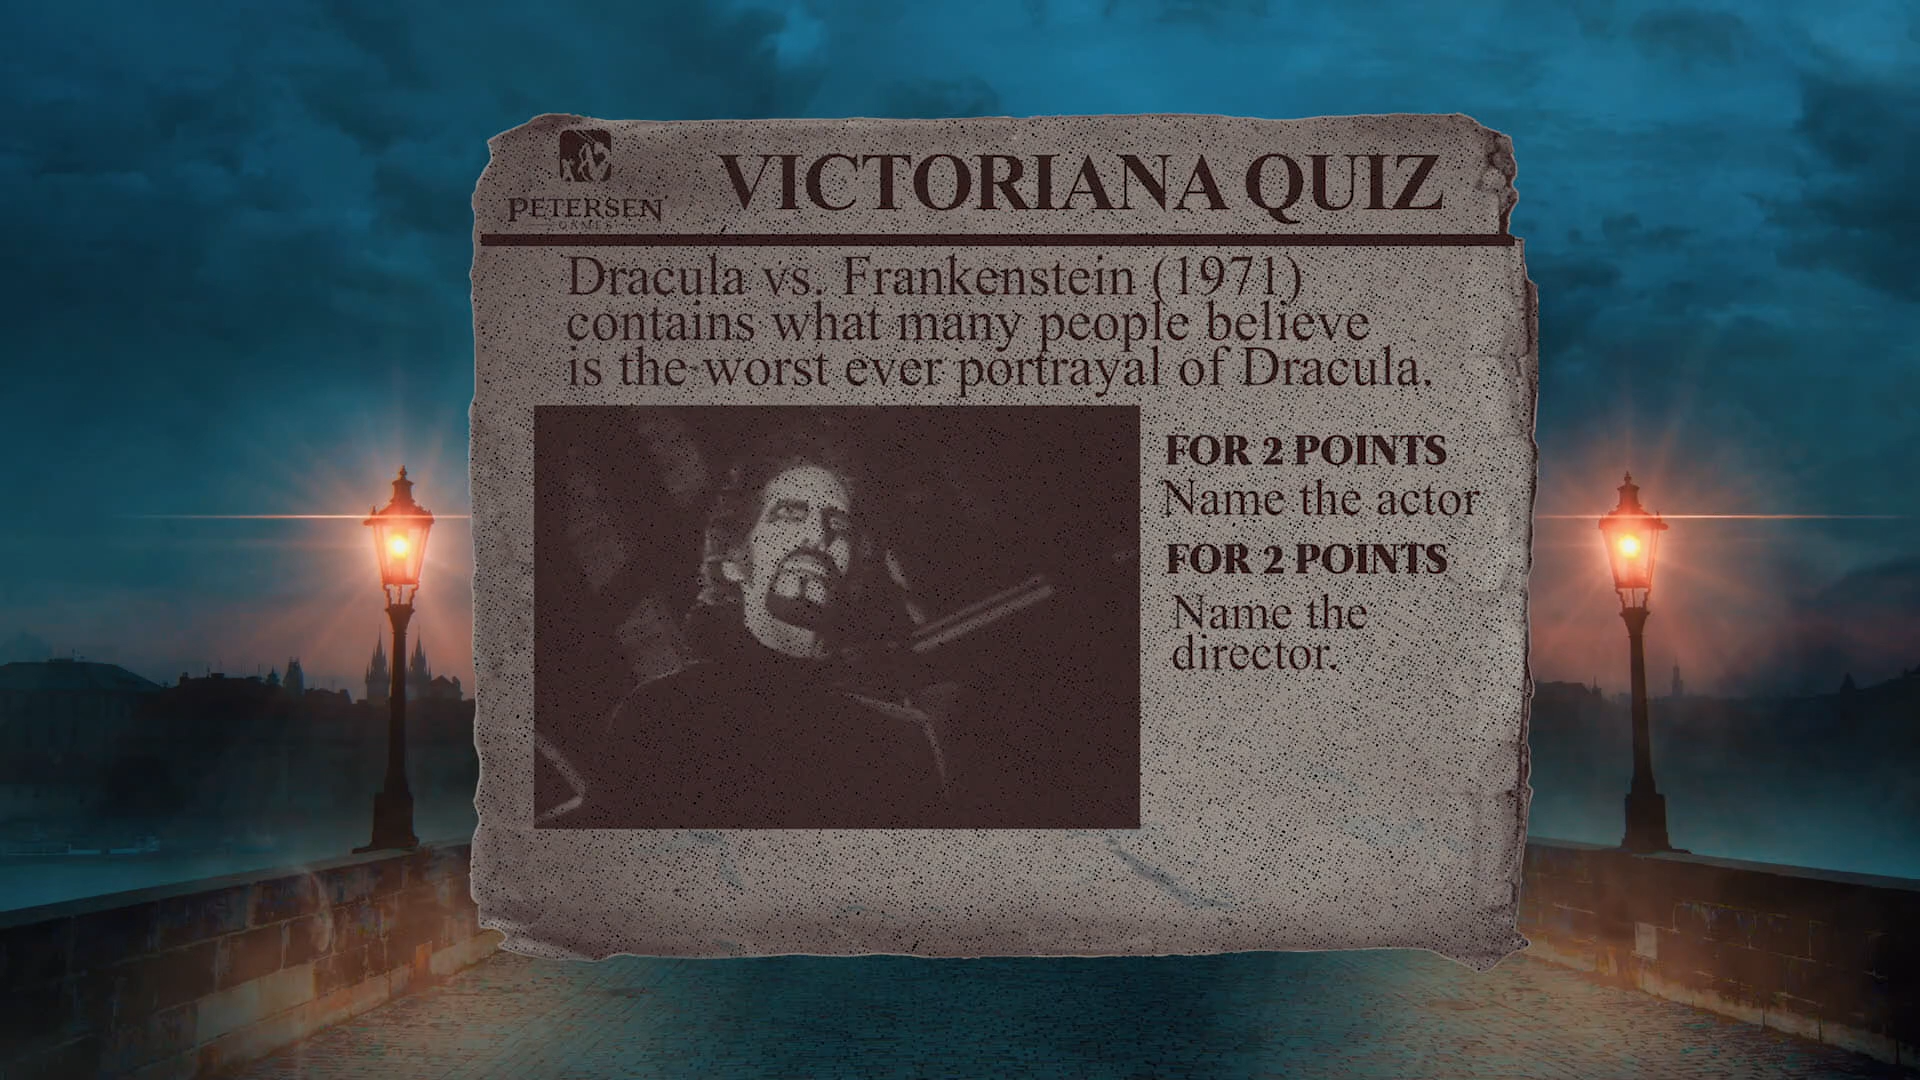 PETERSEN
GAMES
VICTORIANA QUIZ
Dracula vs. Frankenstein (1971)
contains what many people believe
is the worst ever portrayal of Dracula.
FOR 2 POINTS
Name the actor
FOR 2 POINTS
Name the
director.